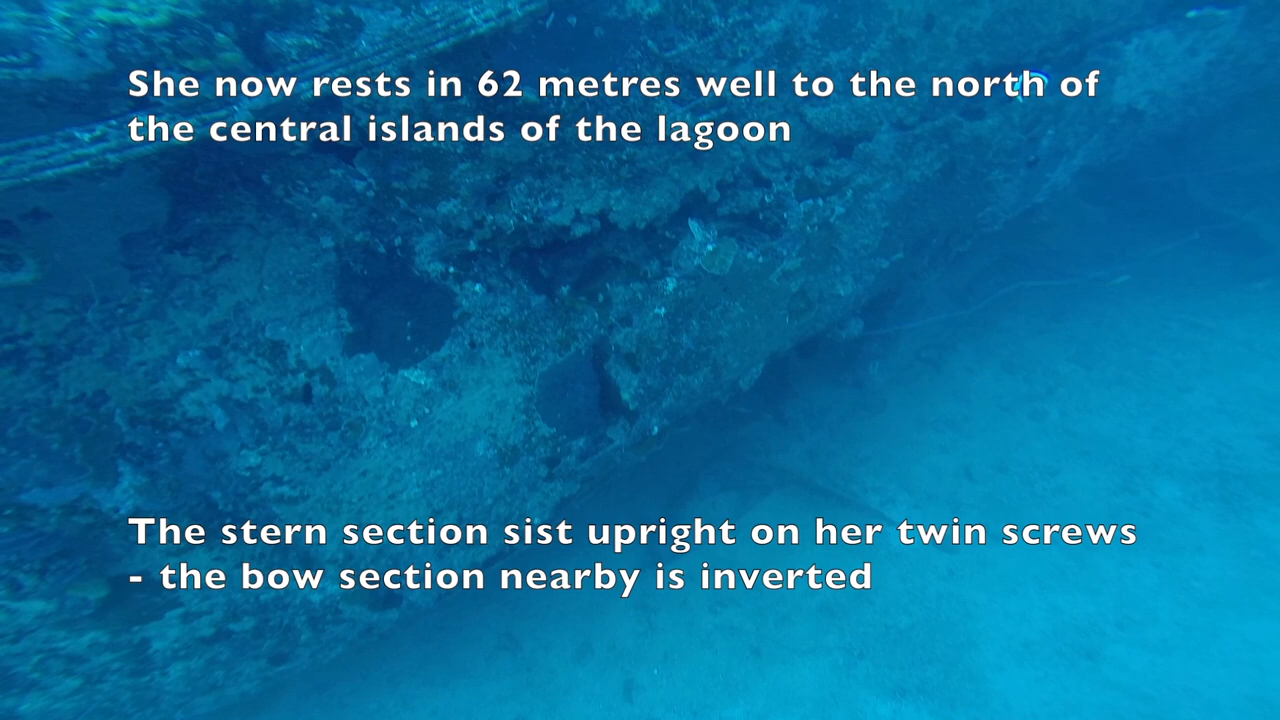 She now rests in 62 metres well to the north of
the central islands of the lagoon
The stern section sist upright on her twin screws
- the bow section nearby is inverted